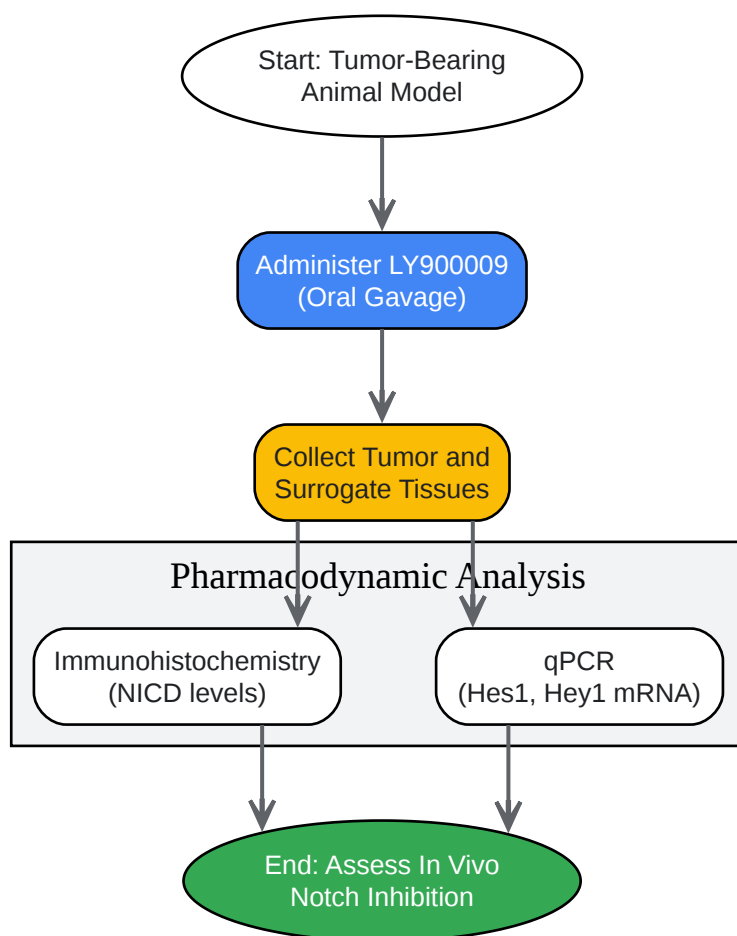 Start: Tumor-Bearing
Animal Model
Administer LY900009
(Oral Gavage)
Collect Tumor and
Surrogate Tissues
Pharmacodynamic Analysis
Immunohistochemistry
(NICD levels)
qPCR
(Hes1, Hey1 mRNA)
End: Assess In Vivo
Notch Inhibition